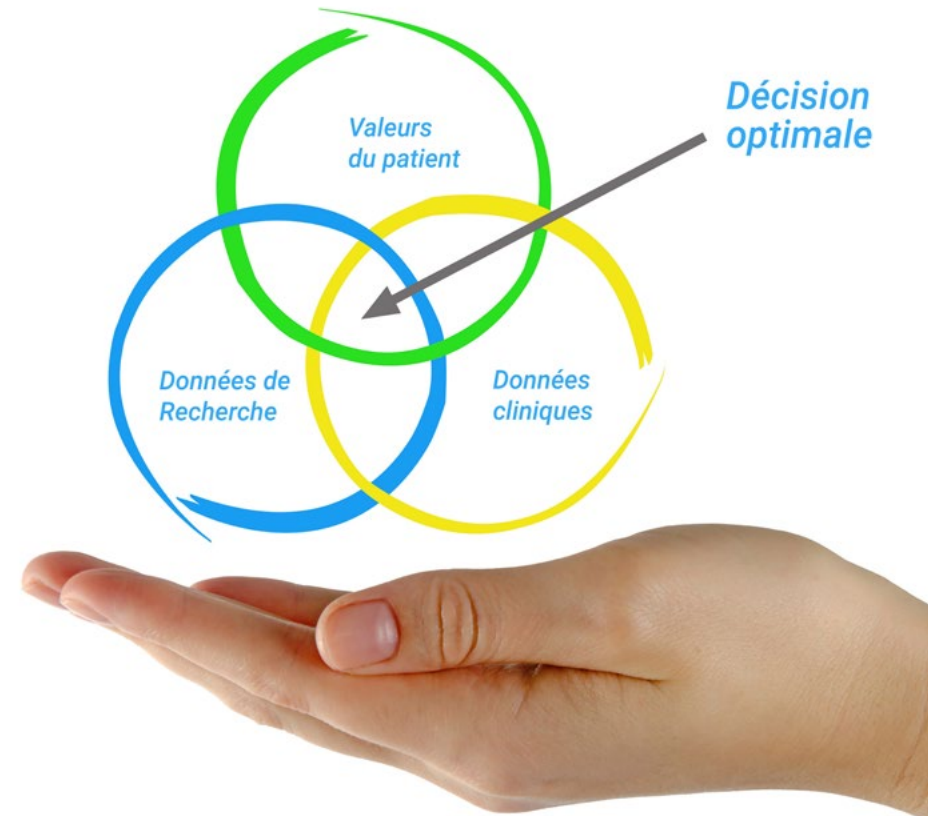 Valeurs
du patient
Décision
optimale
Données de
Recherche
Données
cliniques